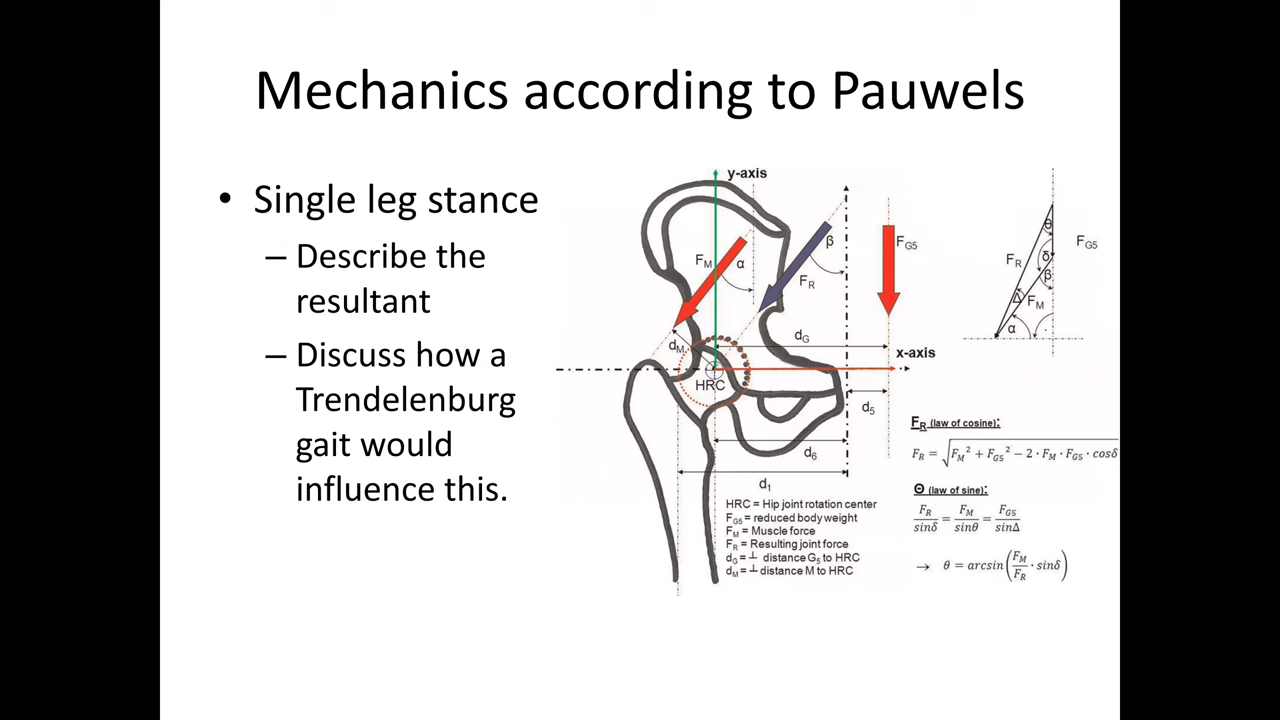 Mechanics according to Pauwels
• Single leg stance
– Describe the
resultant
– Discuss how a
Trendelenburg
gait would
influence this.
y-axis
F_M
α
β
F_R
F_G5
d_M
d_G
x-axis
HRC
d_5
d_6
d_1
HRC = Hip joint rotation center
F_G5 = reduced body weight
F_M = Muscle force
F_R = Resulting joint force
d_G = ⊥ distance G_5 to HRC
d_M = ⊥ distance M to HRC
θ
F_G5
F_R
δ
β
Δ
F_M
α
F_R (law of cosine):
F_R = √(F_M² + F_G5² − 2 · F_M · F_G5 · cosδ
Θ (law of sine):
F_R/sinδ = F_M/sinθ = F_G5/sinΔ
→ θ = arcsin(F_M/F_R · sinδ)